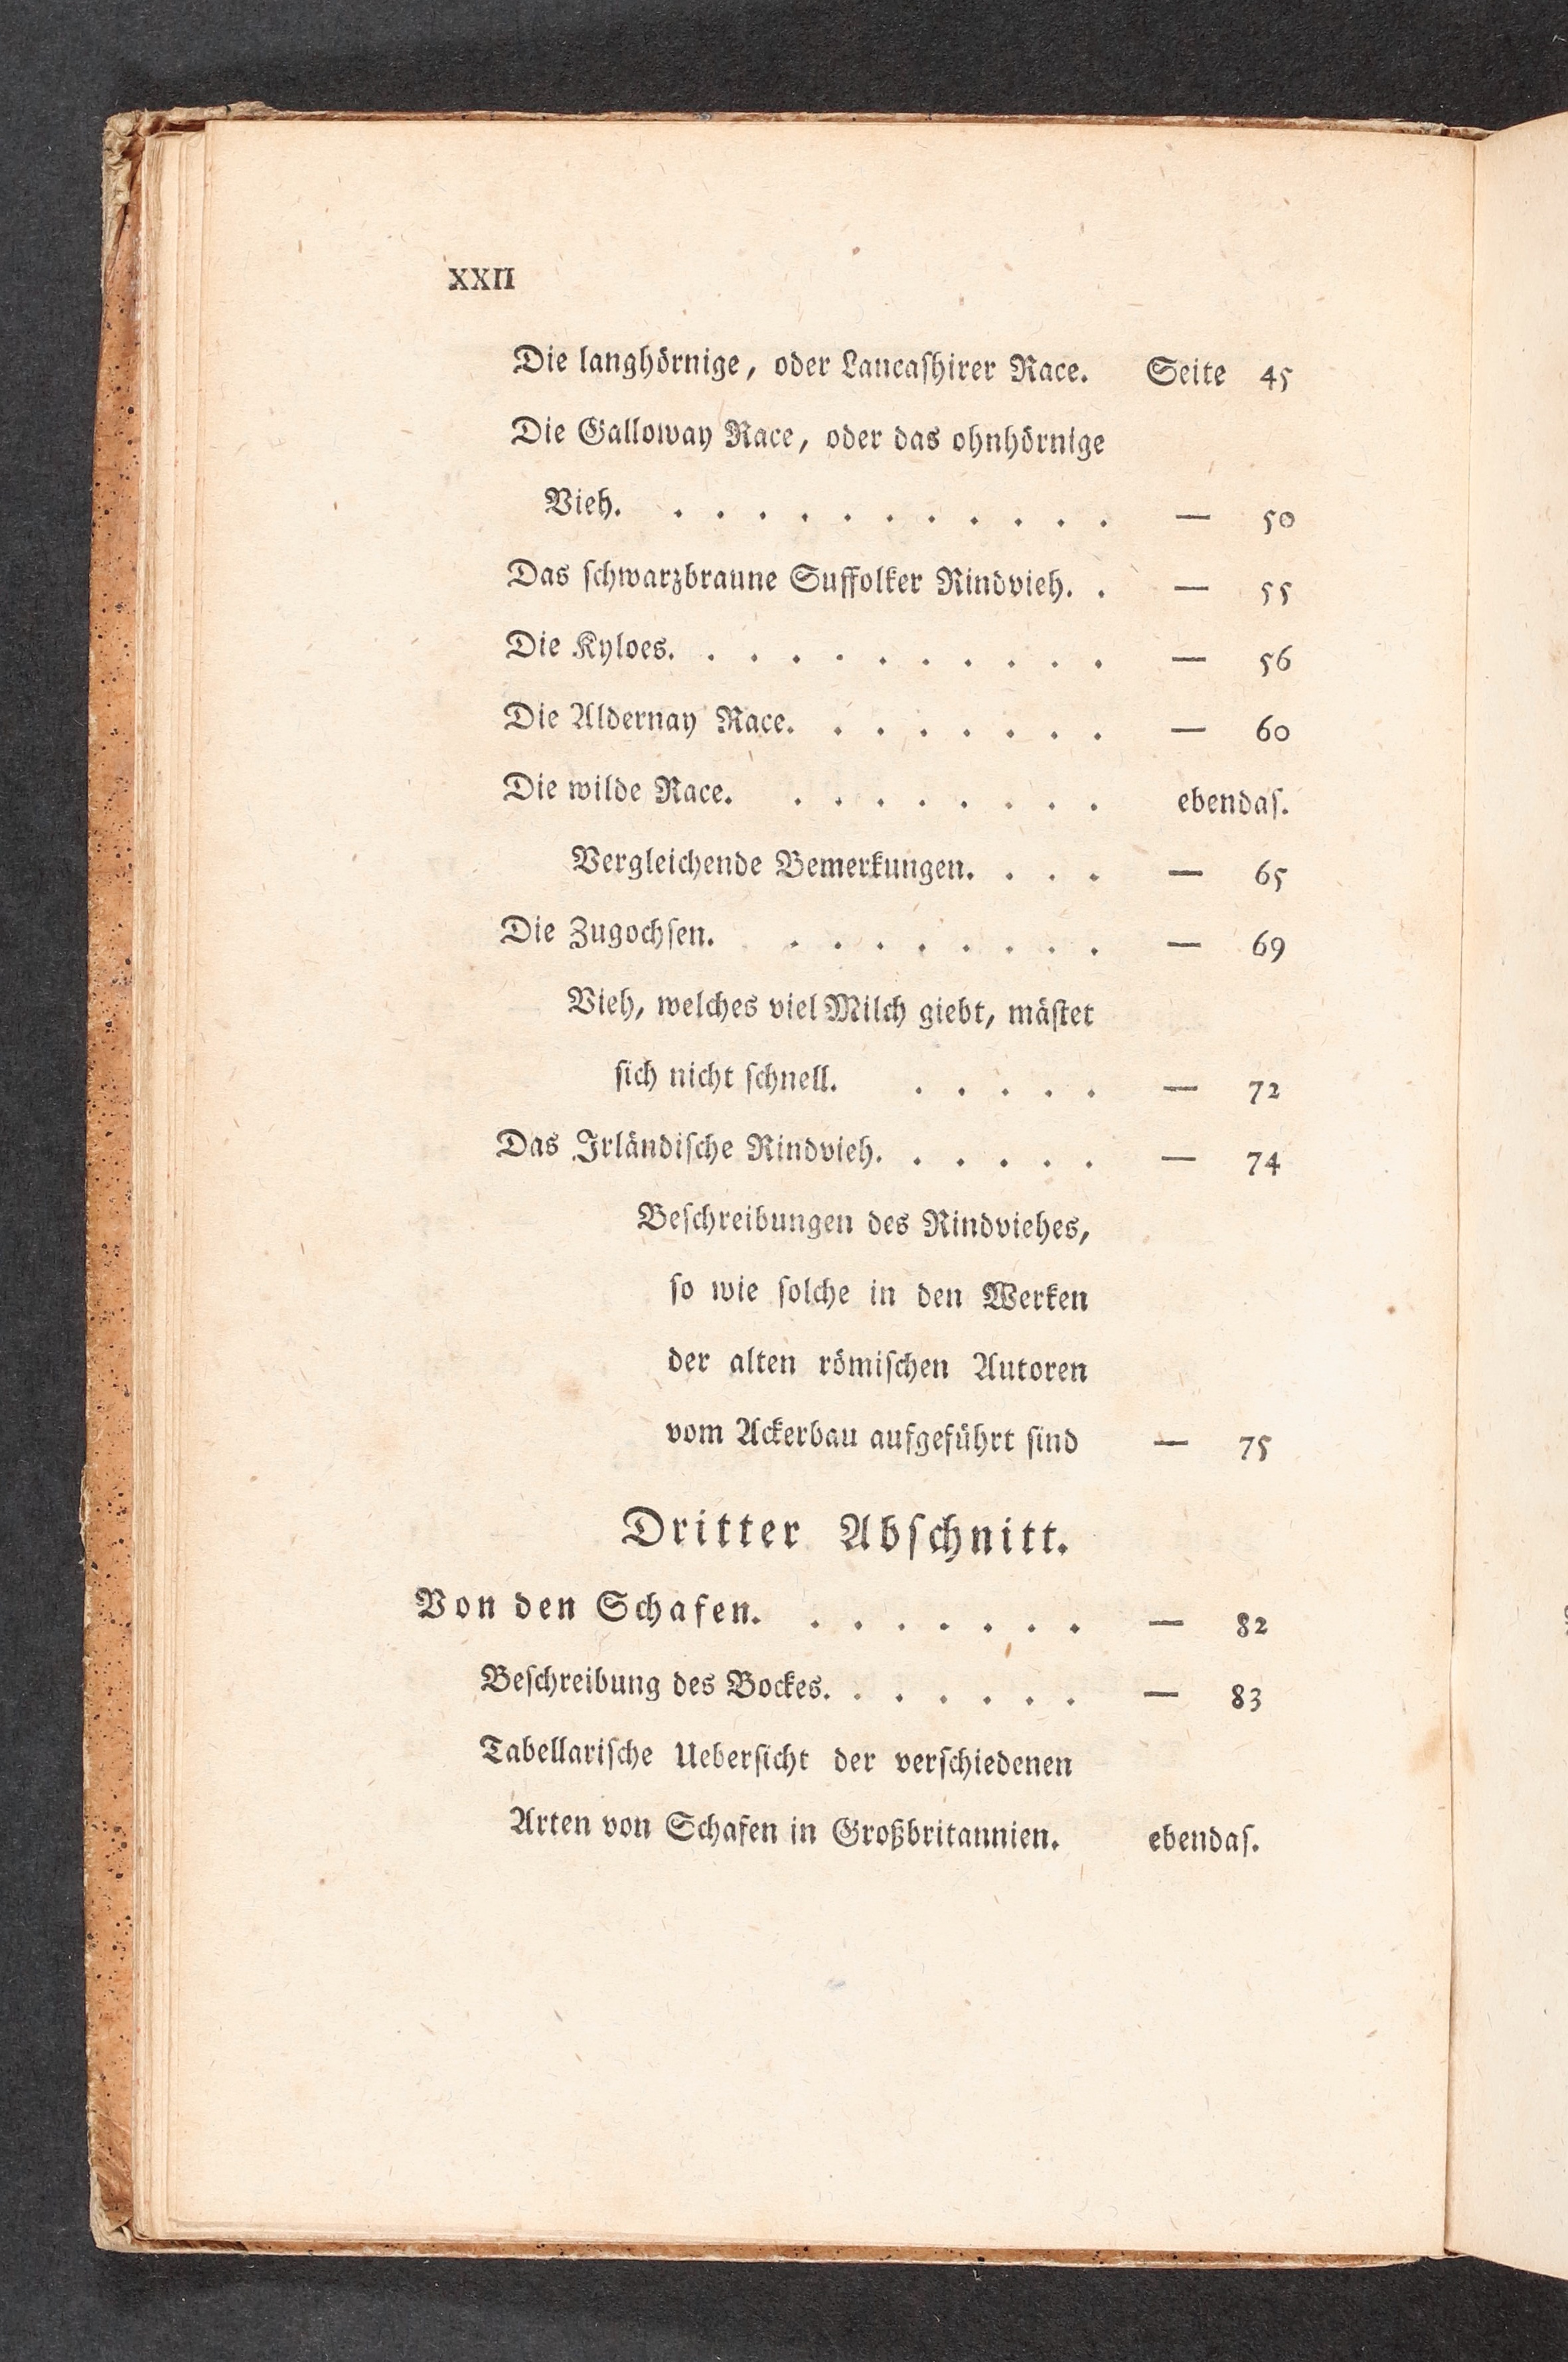 XXII
Die langhörnige, oder Lancaſhirer Race. Seite 45
Die Galloway Race, oder das ohnhörnige
Vieh. . . . . . . . . . . . — 50
Das ſchwarzbraune Suffolker Rindvieh. . — 55
Die Kyloes. . . . . . . . . . . — 56
Die Aldernay Race. . . . . . . . — 60
Die wilde Race. . . . . . . . . ebendaſ.
Vergleichende Bemerkungen. . . . — 65
Die Zugochſen. . . . . . . . . — 69
Vieh, welches viel Milch giebt, mäſtet
ſich nicht ſchnell. . . . . . — 72
Das Irländiſche Rindvieh. . . . . . — 74
Beſchreibungen des Rindviehes,
ſo wie ſolche in den Werken
der alten römiſchen Autoren
vom Ackerbau aufgeführt ſind — 75
Dritter Abſchnitt.
Von den Schafen. . . . . . . . — 82
Beſchreibung des Bockes. . . . . . . — 83
Tabellariſche Ueberſicht der verſchiedenen
Arten von Schafen in Großbritannien. ebendaſ.